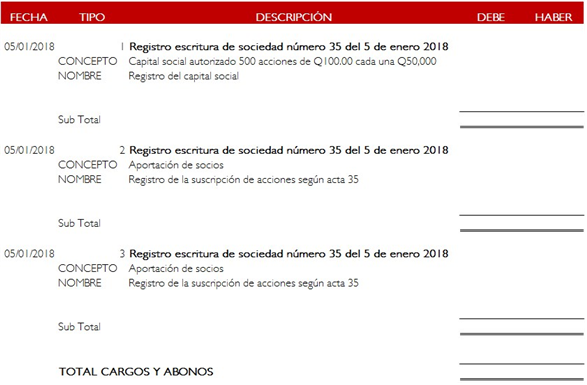 FECHA TIPO DESCRIPCIÓN DEBE HABER
05/01/2018 1 Registro escritura de sociedad número 35 del 5 de enero 2018
CONCEPTO Capital social autorizado 500 acciones de Q100.00 cada una Q50,000
NOMBRE Registro del capital social
Sub Total
05/01/2018 2 Registro escritura de sociedad número 35 del 5 de enero 2018
CONCEPTO Aportación de socios
NOMBRE Registro de la suscripción de acciones según acta 35
Sub Total
05/01/2018 3 Registro escritura de sociedad número 35 del 5 de enero 2018
CONCEPTO Aportación de socios
NOMBRE Registro de la suscripción de acciones según acta 35
Sub Total
TOTAL CARGOS Y ABONOS